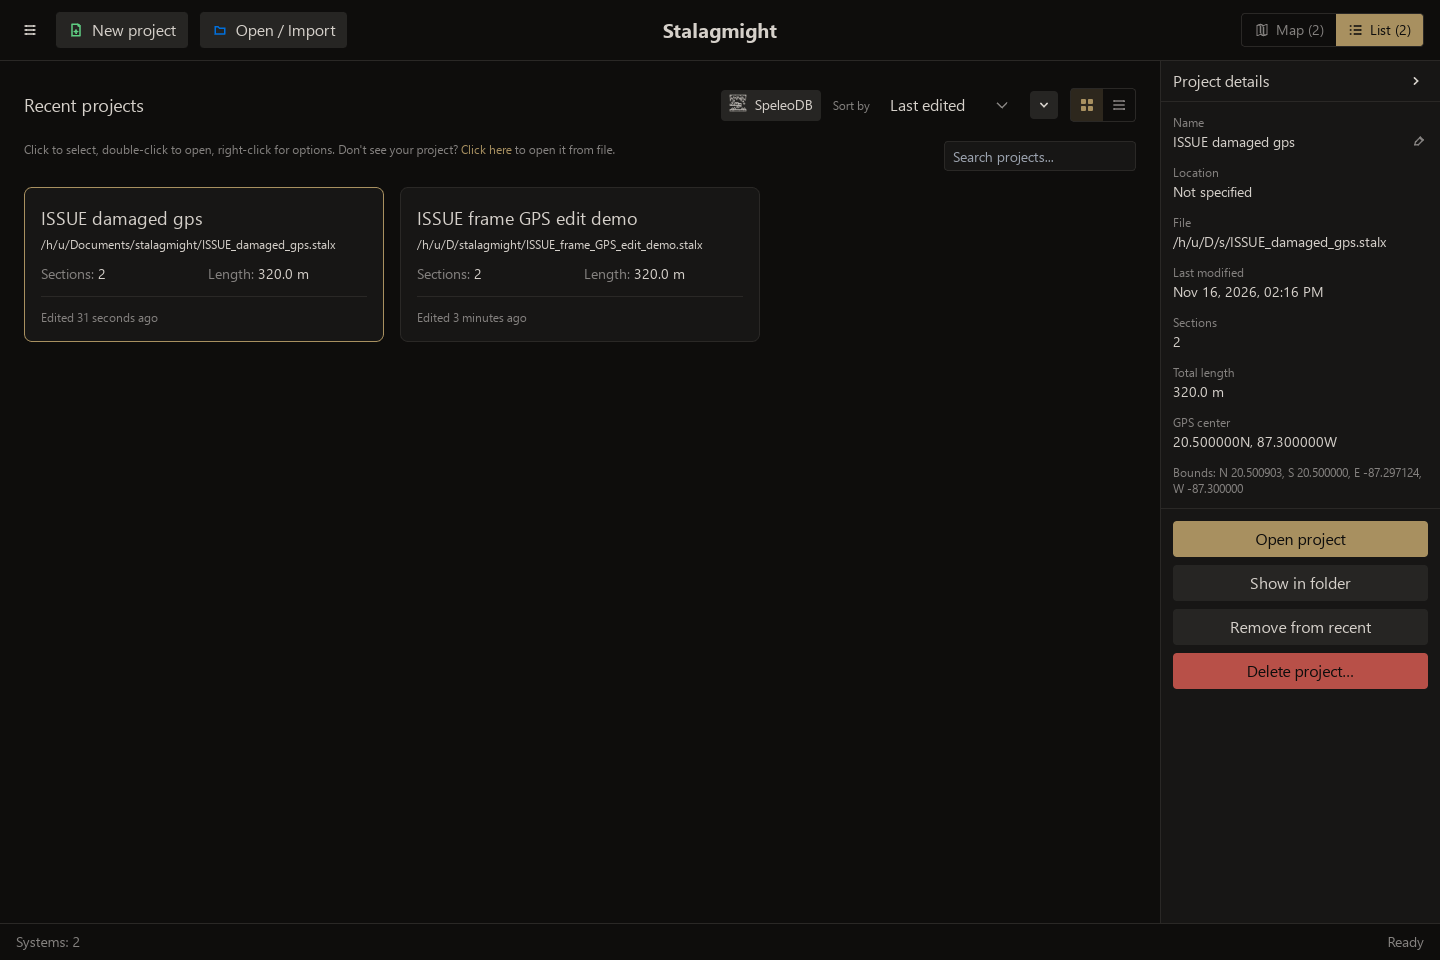 New project
Open / Import
Stalagmight
Map (2)
List (2)
Recent projects
SpeleoDB
Sort by
Last edited
Click to select, double-click to open, right-click for options. Don't see your project? Click here to open it from file.
Search projects...
ISSUE damaged gps
/h/u/Documents/stalagmight/ISSUE_damaged_gps.stalx
Sections: 2
Length: 320.0 m
Edited 31 seconds ago
ISSUE frame GPS edit demo
/h/u/D/stalagmight/ISSUE_frame_GPS_edit_demo.stalx
Sections: 2
Length: 320.0 m
Edited 3 minutes ago
Project details
Name
ISSUE damaged gps
Location
Not specified
File
/h/u/D/s/ISSUE_damaged_gps.stalx
Last modified
Nov 16, 2026, 02:16 PM
Sections
2
Total length
320.0 m
GPS center
20.500000N, 87.300000W
Bounds: N 20.500903, S 20.500000, E -87.297124,
W -87.300000
Open project
Show in folder
Remove from recent
Delete project...
Systems: 2
Ready